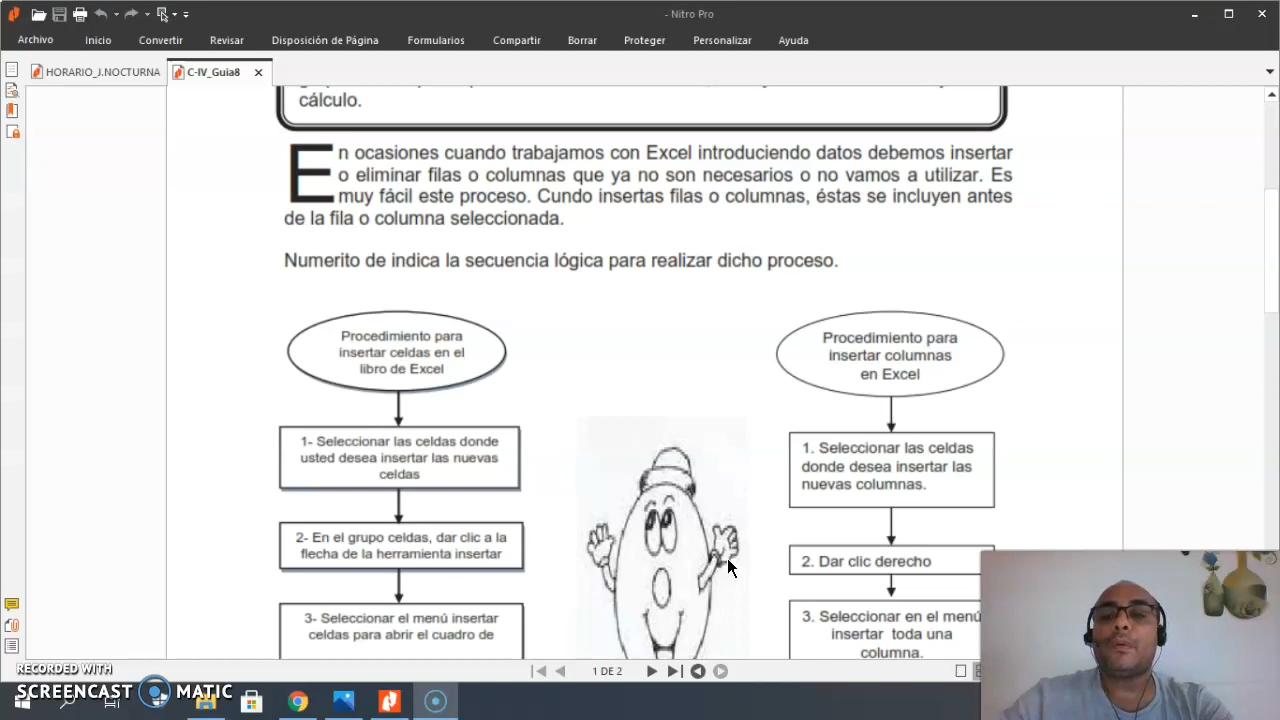 - Nitro Pro
Archivo Inicio Convertir Revisar Disposición de Página Formularios Compartir Borrar Proteger Personalizar Ayuda
HORARIO_J.NOCTURNA C-IV_Guia8
cálculo.
En ocasiones cuando trabajamos con Excel introduciendo datos debemos insertar
o eliminar filas o columnas que ya no son necesarios o no vamos a utilizar. Es
muy fácil este proceso. Cundo insertas filas o columnas, éstas se incluyen antes
de la fila o columna seleccionada.
Numerito de indica la secuencia lógica para realizar dicho proceso.
Procedimiento para
insertar celdas en el
libro de Excel
1- Seleccionar las celdas donde
usted desea insertar las nuevas
celdas
2- En el grupo celdas, dar clic a la
flecha de la herramienta insertar
3- Seleccionar el menú insertar
celdas para abrir el cuadro de
Procedimiento para
insertar columnas
en Excel
1. Seleccionar las celdas
donde desea insertar las
nuevas columnas.
2. Dar clic derecho
3. Seleccionar en el menú
insertar toda una
columna.
1 DE 2
RECORDED WITH
SCREENCAST MATIC